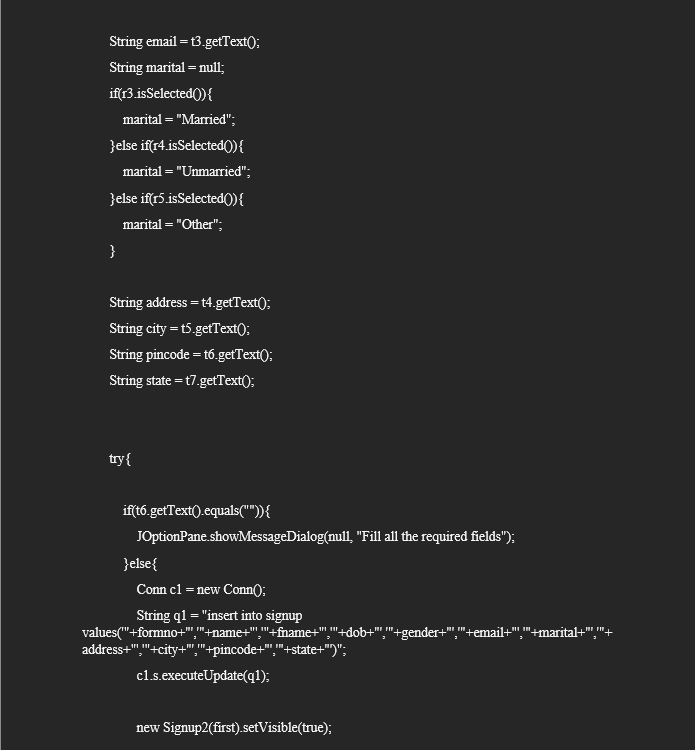 String email = t3.getText();
String marital = null;
if(r3.isSelected()){
marital = "Married";
}else if(r4.isSelected()){
marital = "Unmarried";
}else if(r5.isSelected()){
marital = "Other";
}
String address = t4.getText();
String city = t5.getText();
String pincode = t6.getText();
String state = t7.getText();
try{
if(t6.getText().equals("")){
JOptionPane.showMessageDialog(null, "Fill all the required fields");
}else{
Conn c1 = new Conn();
String q1 = "insert into signup
values('"+formno+"','"+name+"','"+fname+"','"+dob+"','"+gender+"','"+email+"','"+marital+"','"+
address+"','"+city+"','"+pincode+"','"+state+"')";
c1.s.executeUpdate(q1);
new Signup2(first).setVisible(true);